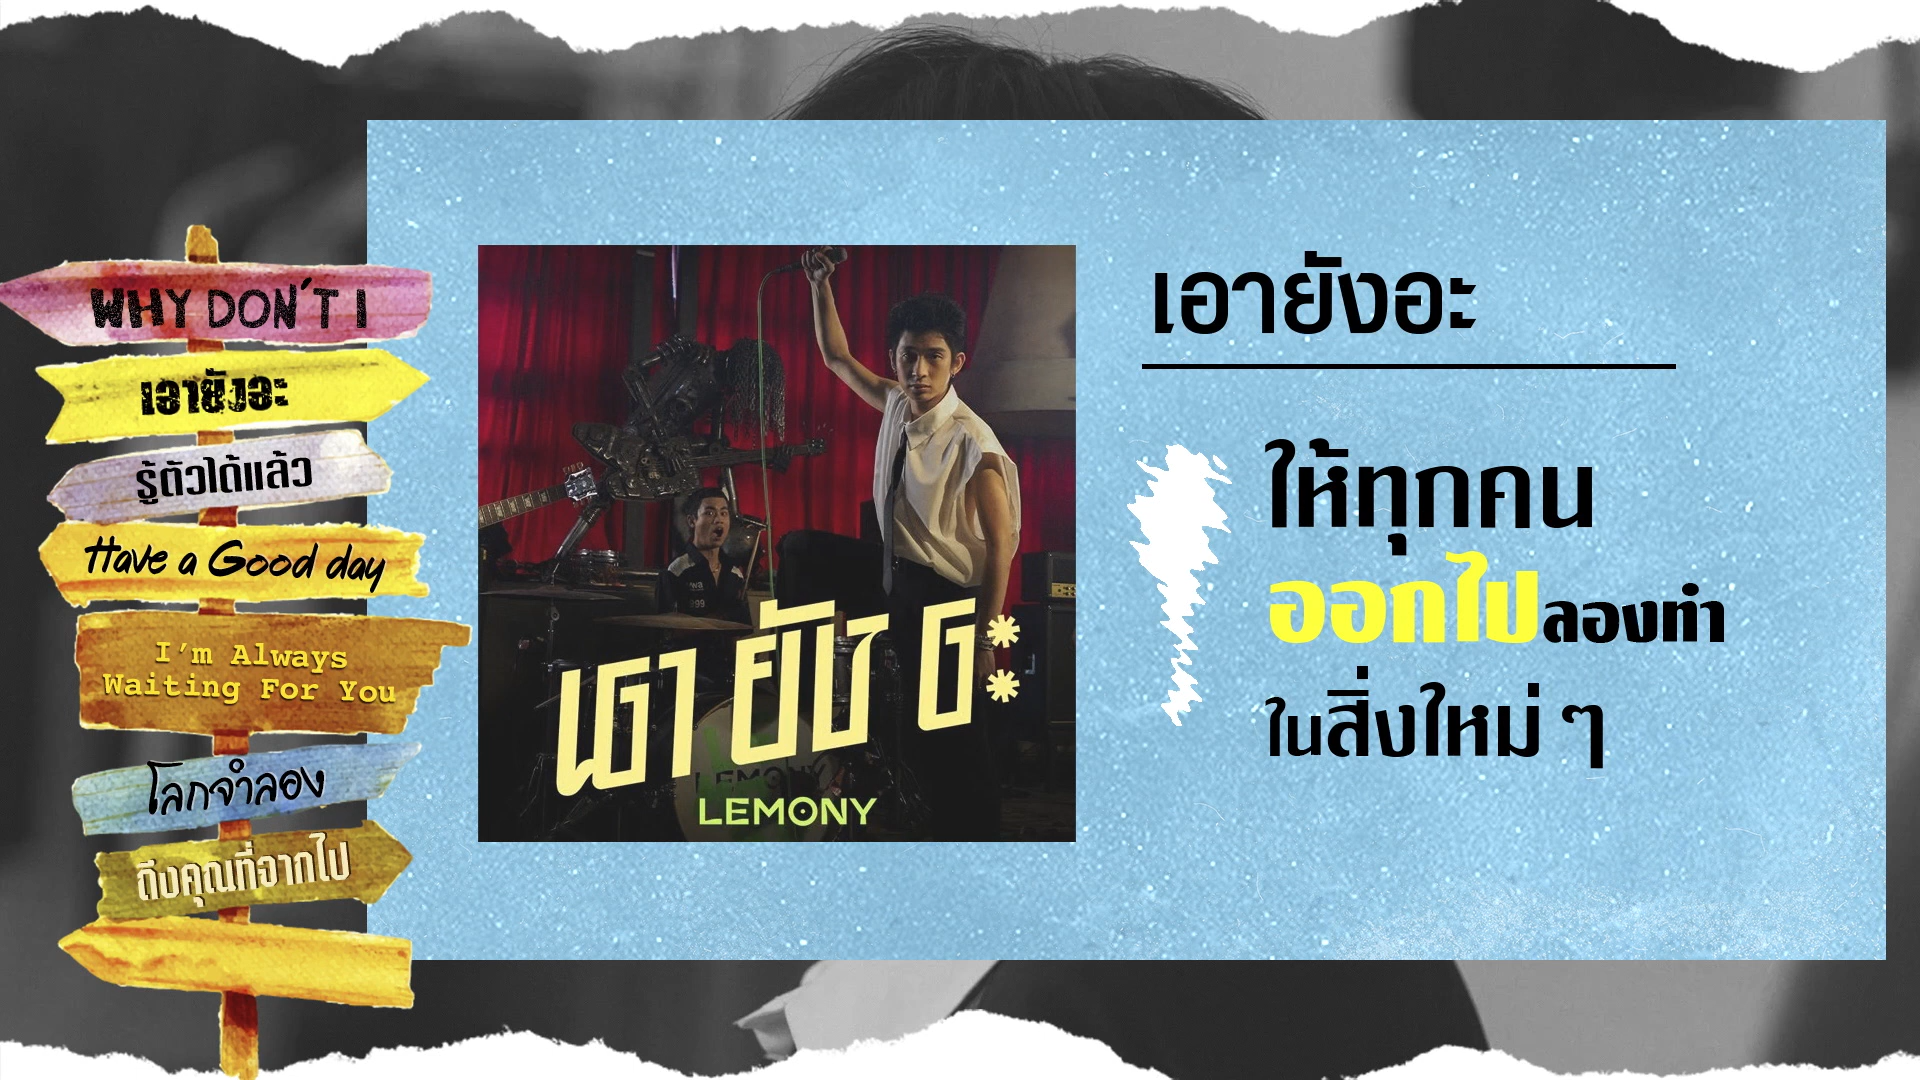 WHY DON'T I
เอายังอะ
รู้ตัวได้แล้ว
Have a Good day
I'm Always
Waiting For You
โลกจำลอง
ถึงคุณที่จากไป
เอา ยัง อะ
LEMONY
LEMONY
เอายังอะ
ให้ทุกคน
ออกไปลองทำ
ในสิ่งใหม่ ๆ